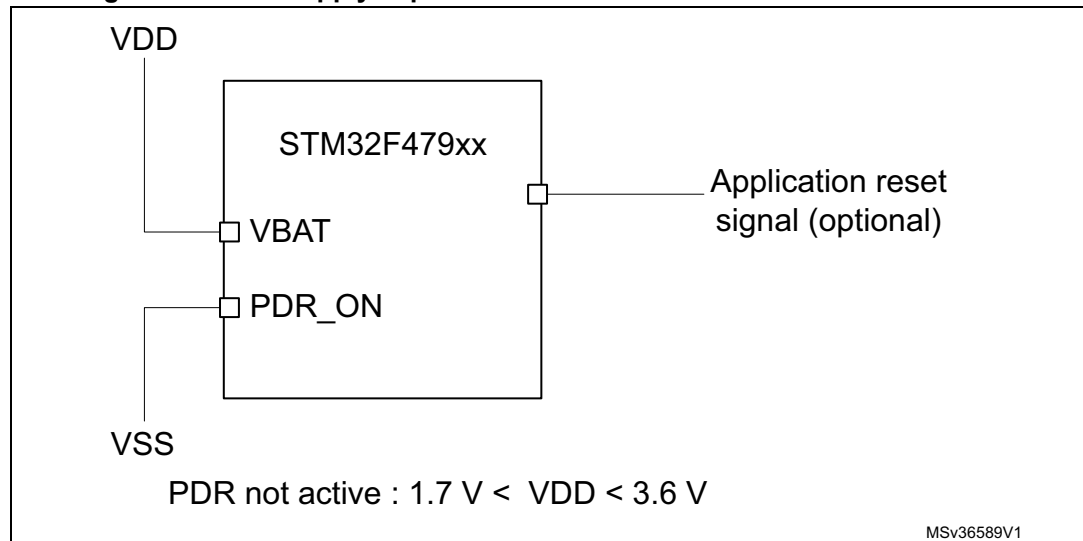 VDD
STM32F479xx
Application reset
signal (optional)
VBAT
PDR_ON
VSS
PDR not active : 1.7 V < VDD < 3.6 V
MSv36589V1